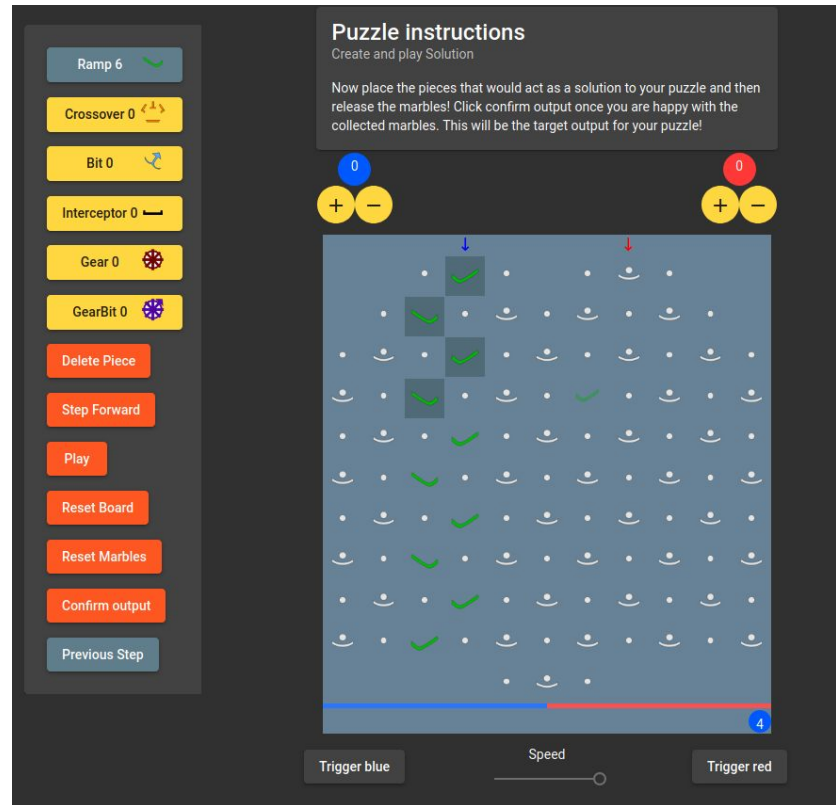 Puzzle instructions
Create and play Solution
Now place the pieces that would act as a solution to your puzzle and then
release the marbles! Click confirm output once you are happy with the
collected marbles. This will be the target output for your puzzle!
Ramp 6
Crossover 0
Bit 0
Interceptor 0
Gear 0
GearBit 0
Delete Piece
Step Forward
Play
Reset Board
Reset Marbles
Confirm output
Previous Step
0
0
+ −
+ −
4
Trigger blue
Speed
Trigger red